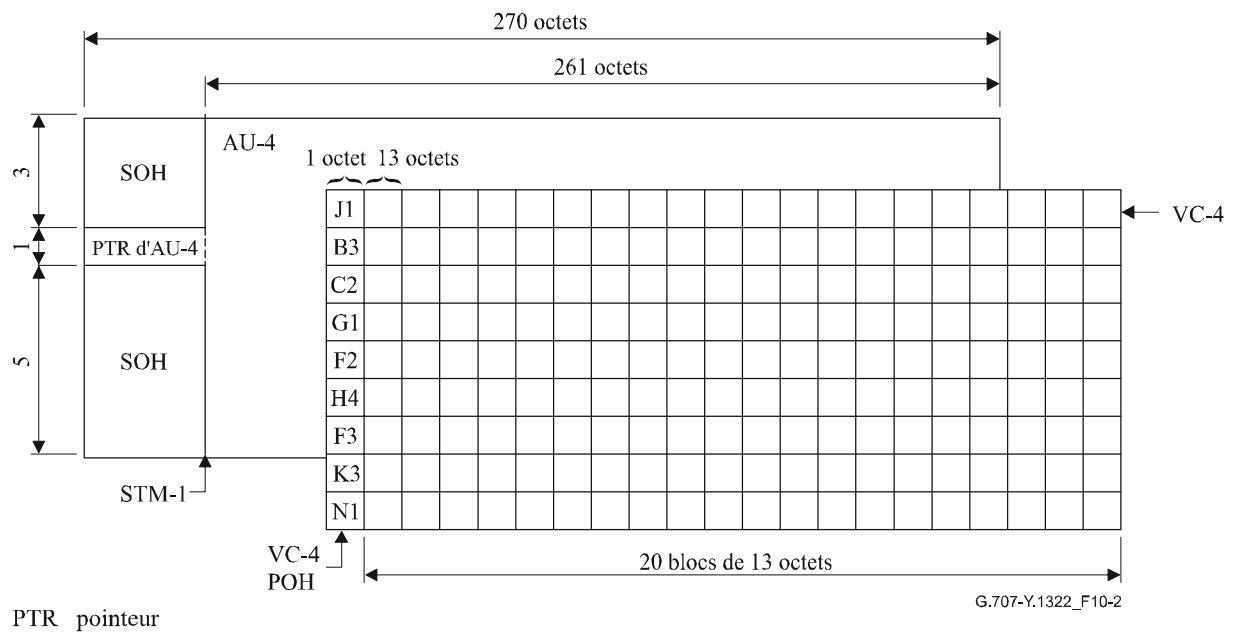 270 octets
261 octets
AU-4
1 octet 13 octets
3
SOH
J1
VC-4
1
PTR d'AU-4
B3
C2
G1
5
SOH
F2
H4
F3
K3
STM-1
N1
VC-4
POH
20 blocs de 13 octets
G.707-Y.1322_F10-2
PTR pointeur